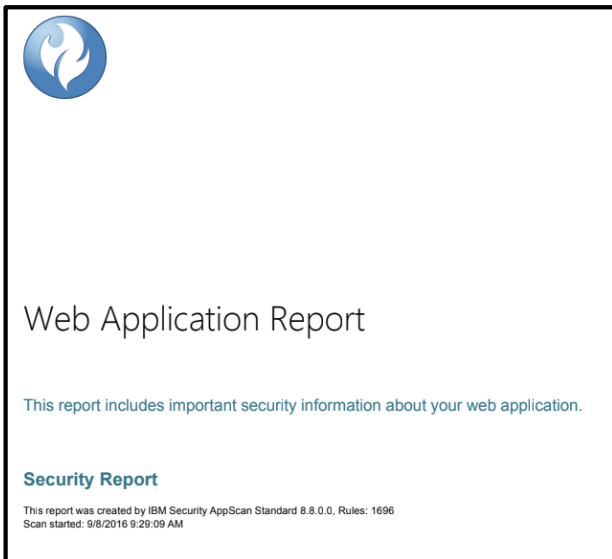 Web Application Report
This report includes important security information about your web application.
Security Report
This report was created by IBM Security AppScan Standard 8.8.0.0, Rules: 1696
Scan started: 9/8/2016 9:29:09 AM